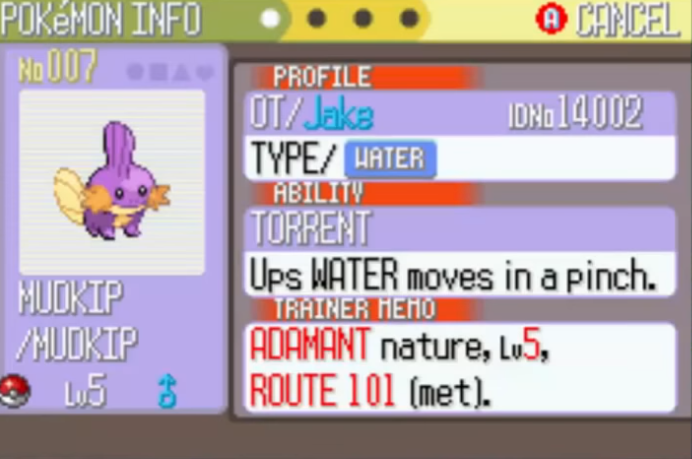 POKéMON INFO
A CANCEL
No007
PROFILE
OT/Jake
IDNo14002
TYPE/ WATER
ABILITY
TORRENT
Ups WATER moves in a pinch.
TRAINER MEMO
ADAMANT nature, Lv5,
ROUTE 101 (met).
MUDKIP
/MUDKIP
Lv5 ♂